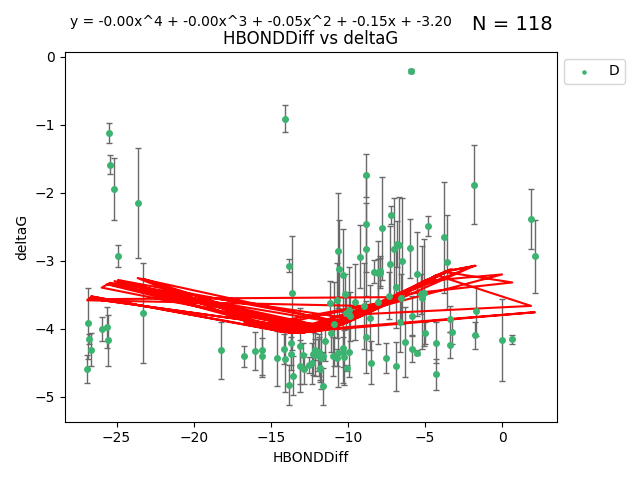 y = -0.00x^4 + -0.00x^3 + -0.05x^2 + -0.15x + -3.20
N = 118
HBONDDiff vs deltaG
D
0
−1
−2
−3
−4
−5
deltaG
−25
−20
−15
−10
−5
0
HBONDDiff